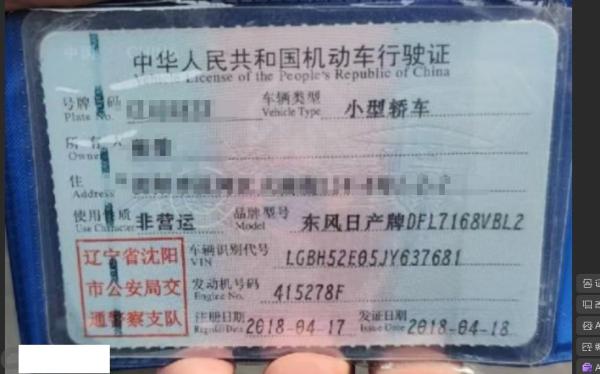 中华人民共和国机动车行驶证
Vehicle License of the People's Republic of China
号牌号码 车辆类型 小型轿车
Plate No. Vehicle Type
所有人
Owner
住
Address
使用性质 非营运 品牌型号 东风日产牌DFL7168VBL2
Use Character Model
辽宁省沈阳 车辆识别代号 LGBH52E05JY637681
VIN
市公安局交 发动机号码 415278F
Engine No.
通警察支队 注册日期 2018-04-17 发证日期 2018-04-18
Register Date Issue Date